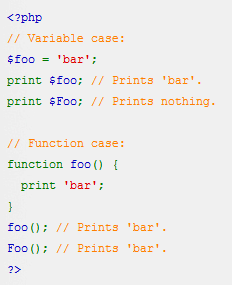 <?php
// Variable case:
$foo = 'bar';
print $foo; // Prints 'bar'.
print $Foo; // Prints nothing.

// Function case:
function foo() {
  print 'bar';
}
foo(); // Prints 'bar'.
Foo(); // Prints 'bar'.
?>